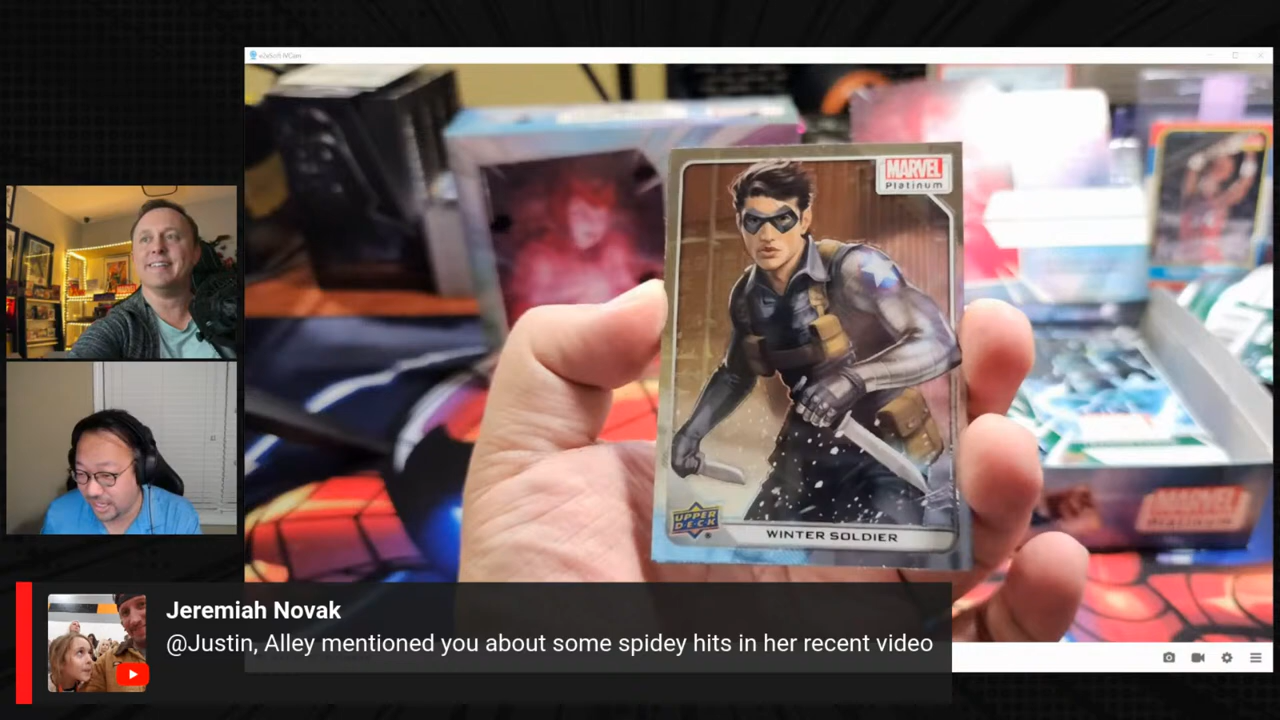 MARVEL
Platinum
UPPER
DECK
WINTER SOLDIER
MARVEL
Platinum
Jeremiah Novak
@Justin, Alley mentioned you about some spidey hits in her recent video